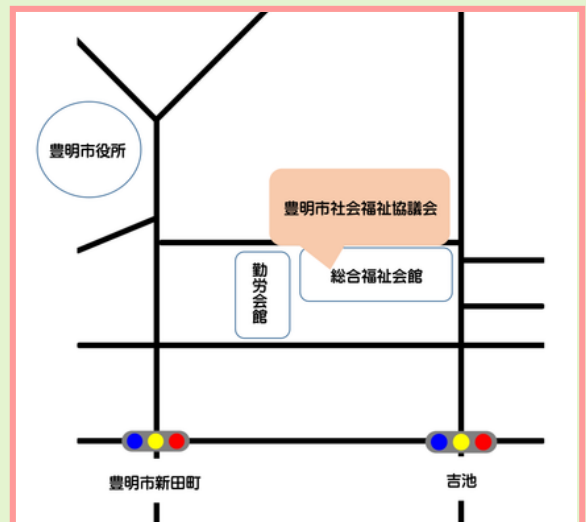 豊明市役所
豊明市社会福祉協議会
勤労会館
総合福祉会館
豊明市新田町
吉池